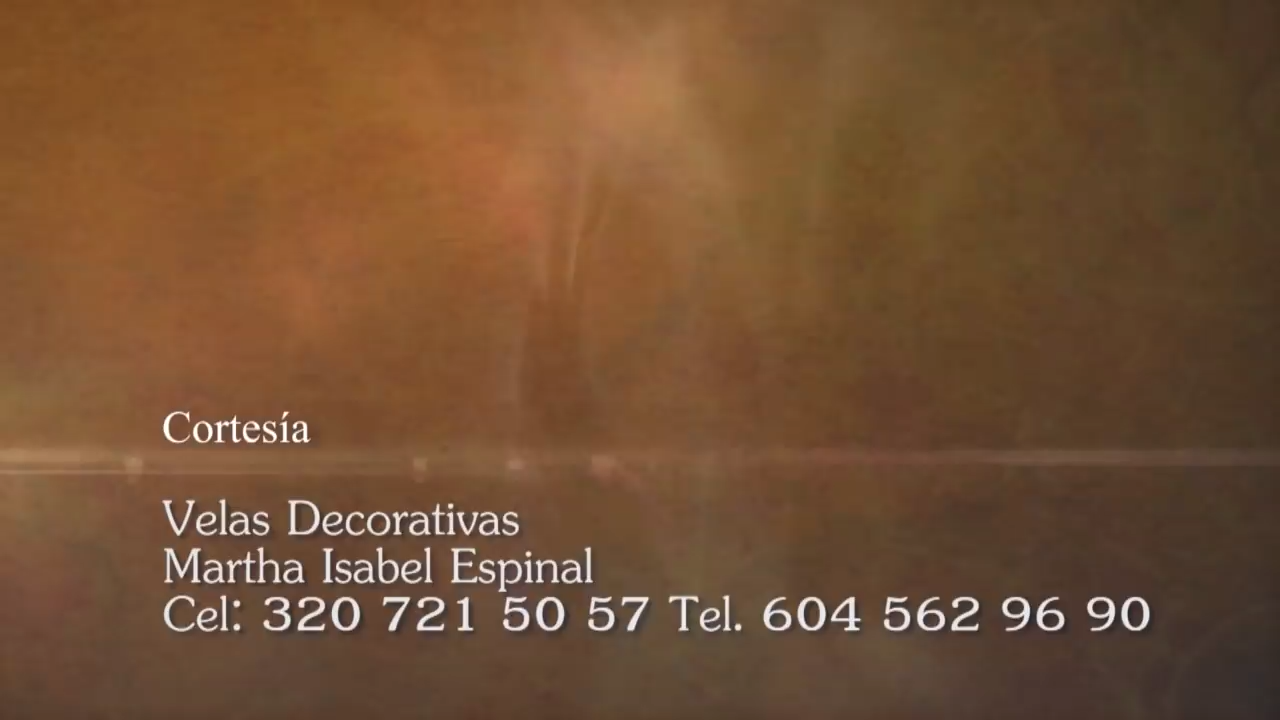 Cortesía
Velas Decorativas
Martha Isabel Espinal
Cel: 320 721 50 57 Tel. 604 562 96 90